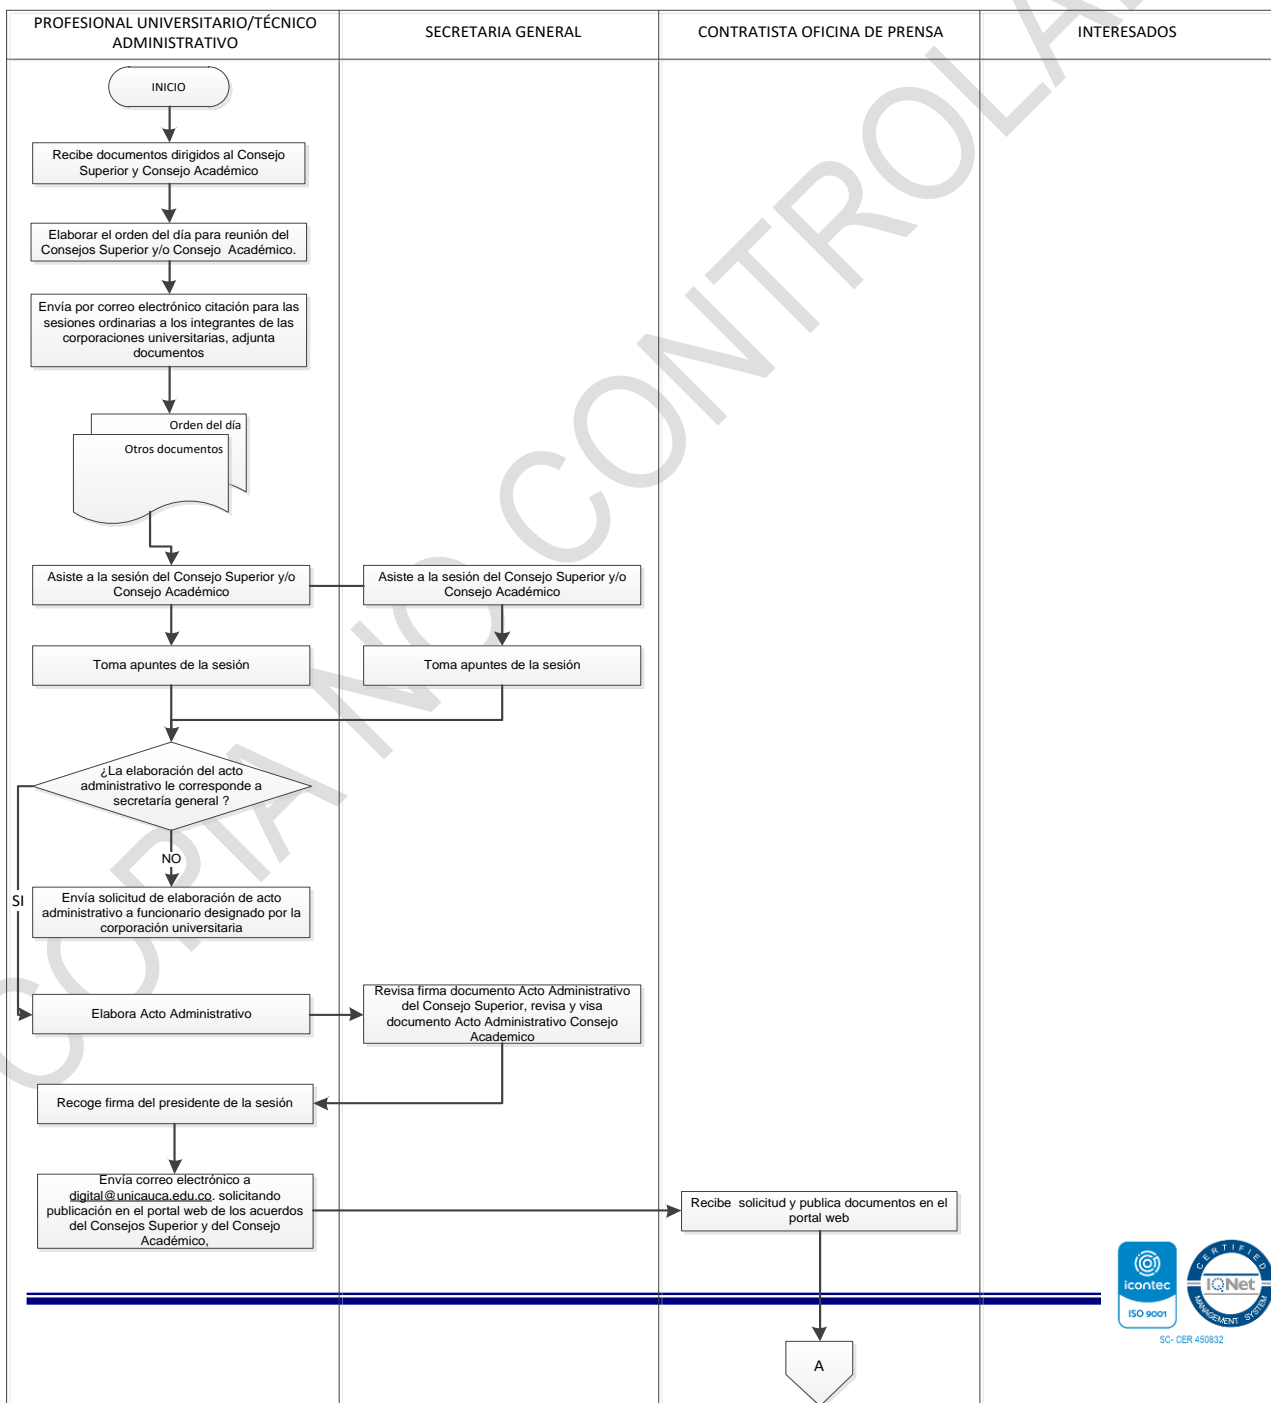 PROFESIONAL UNIVERSITARIO/TÉCNICO
ADMINISTRATIVO
SECRETARIA GENERAL
CONTRATISTA OFICINA DE PRENSA
INTERESADOS
INICIO
Recibe documentos dirigidos al Consejo
Superior y Consejo Académico
Elaborar el orden del día para reunión del
Consejos Superior y/o Consejo Académico.
Envía por correo electrónico citación para las
sesiones ordinarias a los integrantes de las
corporaciones universitarias, adjunta
documentos
Orden del día
Otros documentos
Asiste a la sesión del Consejo Superior y/o
Consejo Académico
Asiste a la sesión del Consejo Superior y/o
Consejo Académico
Toma apuntes de la sesión
Toma apuntes de la sesión
¿La elaboración del acto
administrativo le corresponde a
secretaría general ?
NO
SI
Envía solicitud de elaboración de acto
administrativo a funcionario designado por la
corporación universitaria
Elabora Acto Administrativo
Revisa firma documento Acto Administrativo
del Consejo Superior, revisa y visa
documento Acto Administrativo Consejo
Academico
Recoge firma del presidente de la sesión
Envía correo electrónico a
digital@unicauca.edu.co. solicitando
publicación en el portal web de los acuerdos
del Consejos Superior y del Consejo
Académico,
Recibe solicitud y publica documentos en el
portal web
A
COPIA NO CONTROLA
icontec
ISO 9001
CERTIFIED
IQNet
MANAGEMENT SYSTEM
SC- CER 450832